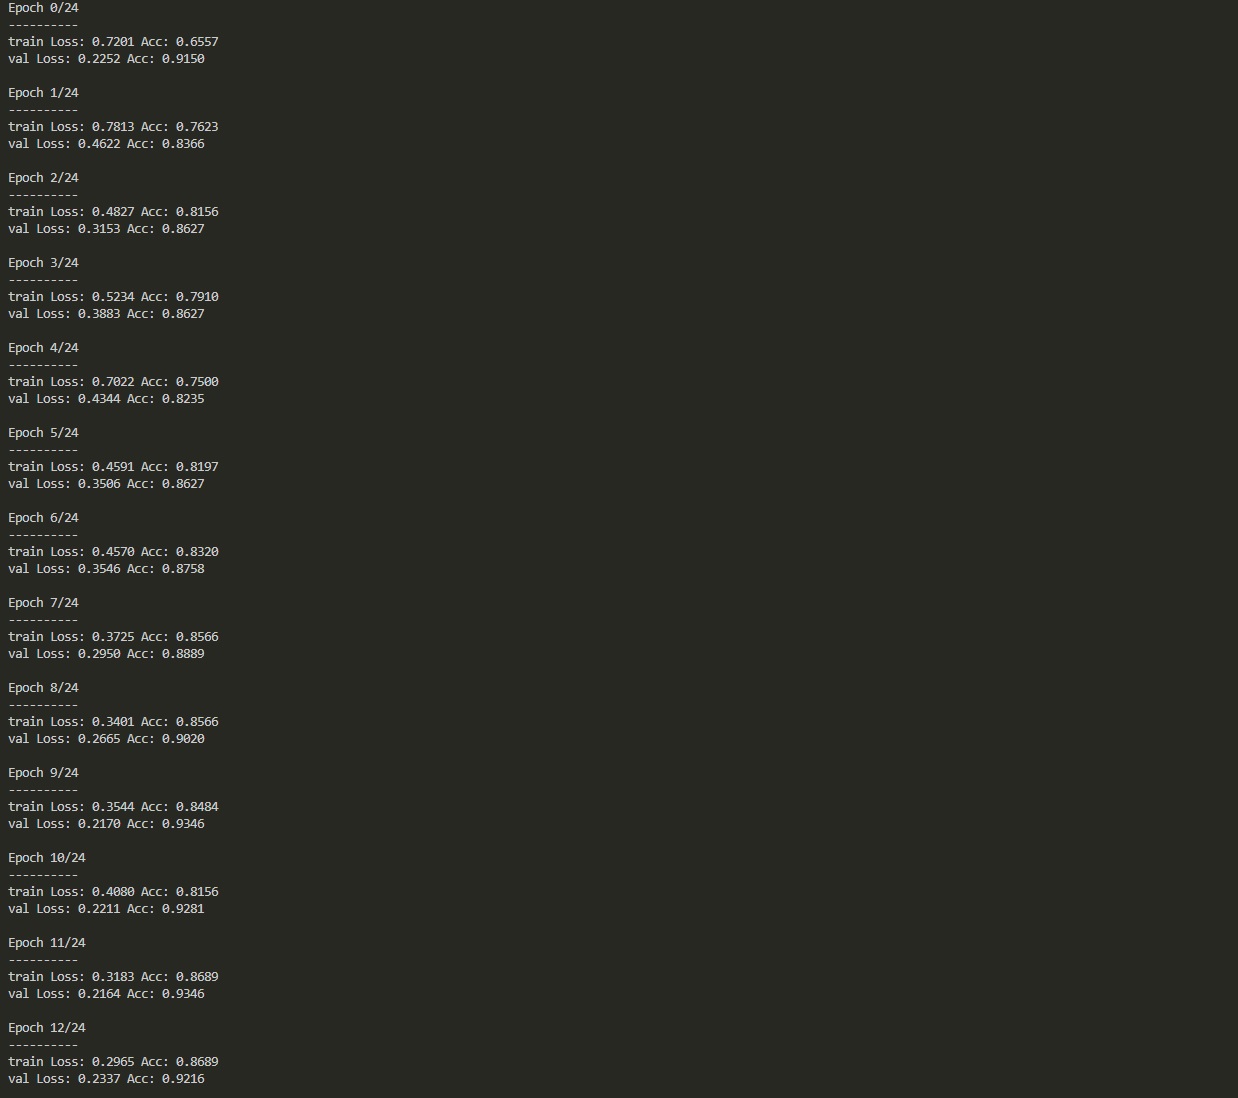 Epoch 0/24
----------
train Loss: 0.7201 Acc: 0.6557
val Loss: 0.2252 Acc: 0.9150
Epoch 1/24
----------
train Loss: 0.7813 Acc: 0.7623
val Loss: 0.4622 Acc: 0.8366
Epoch 2/24
----------
train Loss: 0.4827 Acc: 0.8156
val Loss: 0.3153 Acc: 0.8627
Epoch 3/24
----------
train Loss: 0.5234 Acc: 0.7910
val Loss: 0.3883 Acc: 0.8627
Epoch 4/24
----------
train Loss: 0.7022 Acc: 0.7500
val Loss: 0.4344 Acc: 0.8235
Epoch 5/24
----------
train Loss: 0.4591 Acc: 0.8197
val Loss: 0.3506 Acc: 0.8627
Epoch 6/24
----------
train Loss: 0.4570 Acc: 0.8320
val Loss: 0.3546 Acc: 0.8758
Epoch 7/24
----------
train Loss: 0.3725 Acc: 0.8566
val Loss: 0.2950 Acc: 0.8889
Epoch 8/24
----------
train Loss: 0.3401 Acc: 0.8566
val Loss: 0.2665 Acc: 0.9020
Epoch 9/24
----------
train Loss: 0.3544 Acc: 0.8484
val Loss: 0.2170 Acc: 0.9346
Epoch 10/24
----------
train Loss: 0.4080 Acc: 0.8156
val Loss: 0.2211 Acc: 0.9281
Epoch 11/24
----------
train Loss: 0.3183 Acc: 0.8689
val Loss: 0.2164 Acc: 0.9346
Epoch 12/24
----------
train Loss: 0.2965 Acc: 0.8689
val Loss: 0.2337 Acc: 0.9216